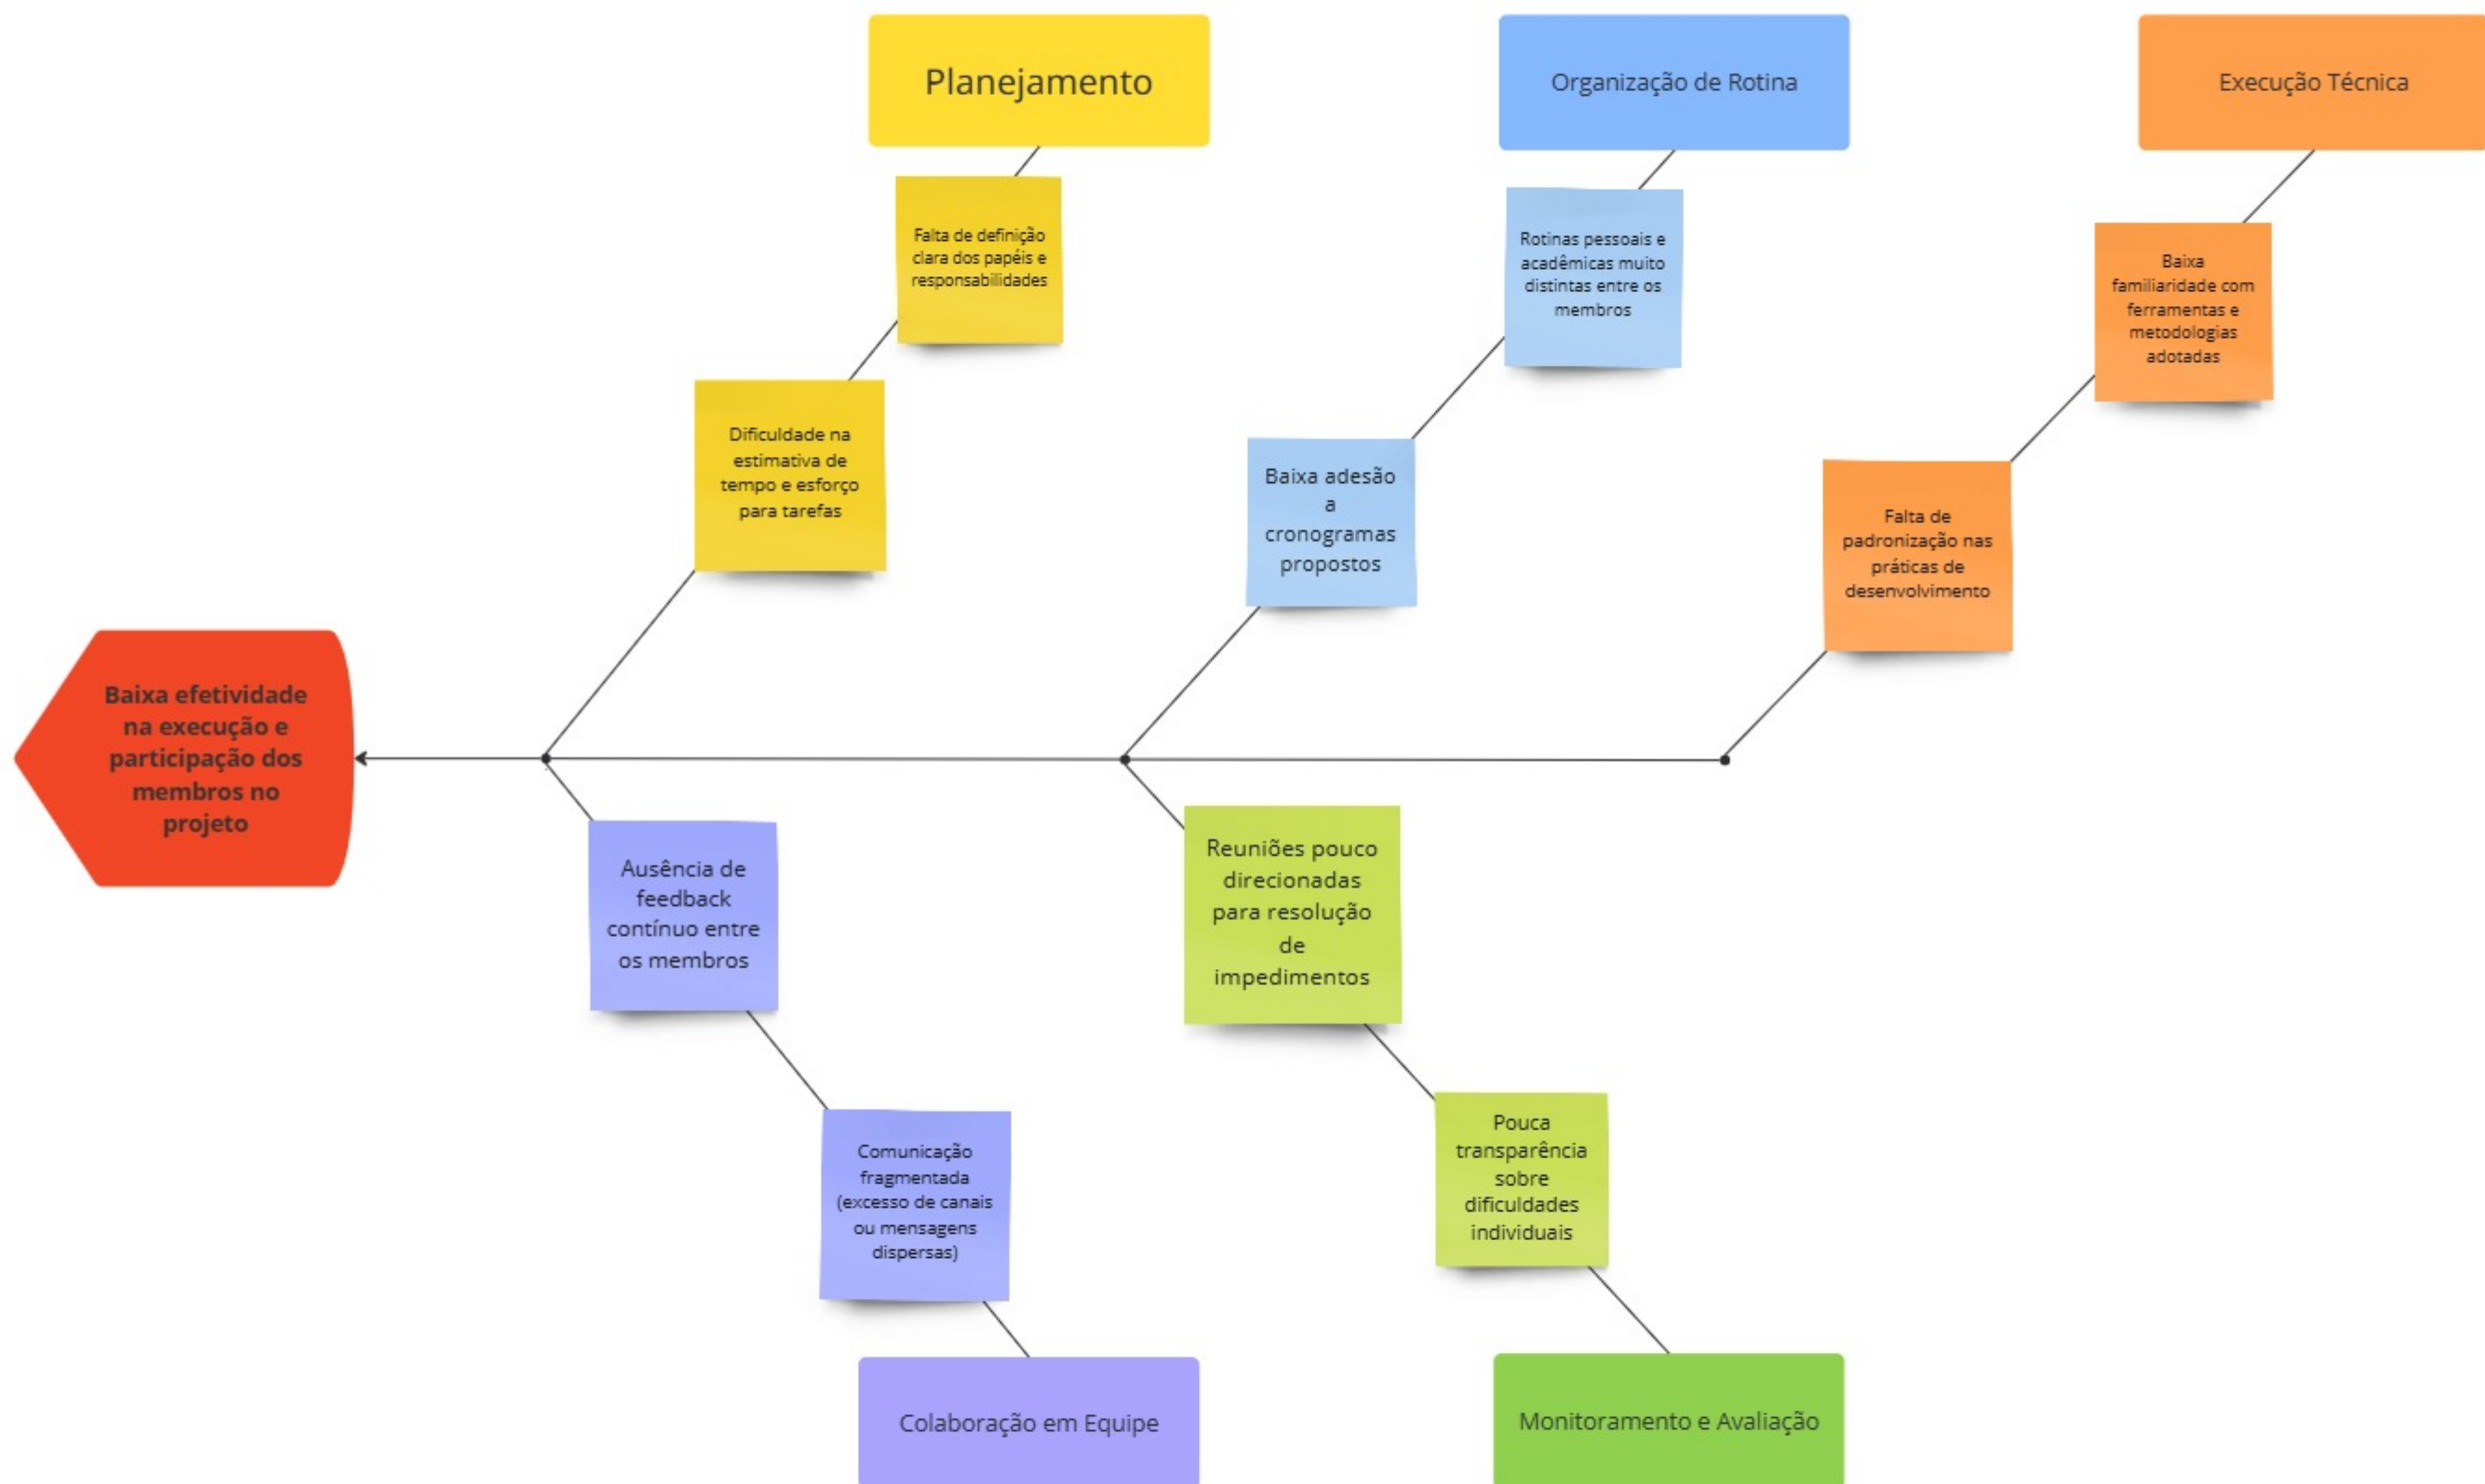 Planejamento
Organização de Rotina
Execução Técnica
Falta de definição
clara dos papéis e
responsabilidades
Rotinas pessoais e
acadêmicas muito
distintas entre os
membros
Baixa
familiaridade com
ferramentas e
metodologias
adotadas
Dificuldade na
estimativa de
tempo e esforço
para tarefas
Baixa adesão
a
cronogramas
propostos
Falta de
padronização nas
práticas de
desenvolvimento
Baixa efetividade
na execução e
participação dos
membros no
projeto
Ausência de
feedback
contínuo entre
os membros
Reuniões pouco
direcionadas
para resolução
de
impedimentos
Comunicação
fragmentada
(excesso de canais
ou mensagens
dispersas)
Pouca
transparência
sobre
dificuldades
individuais
Colaboração em Equipe
Monitoramento e Avaliação